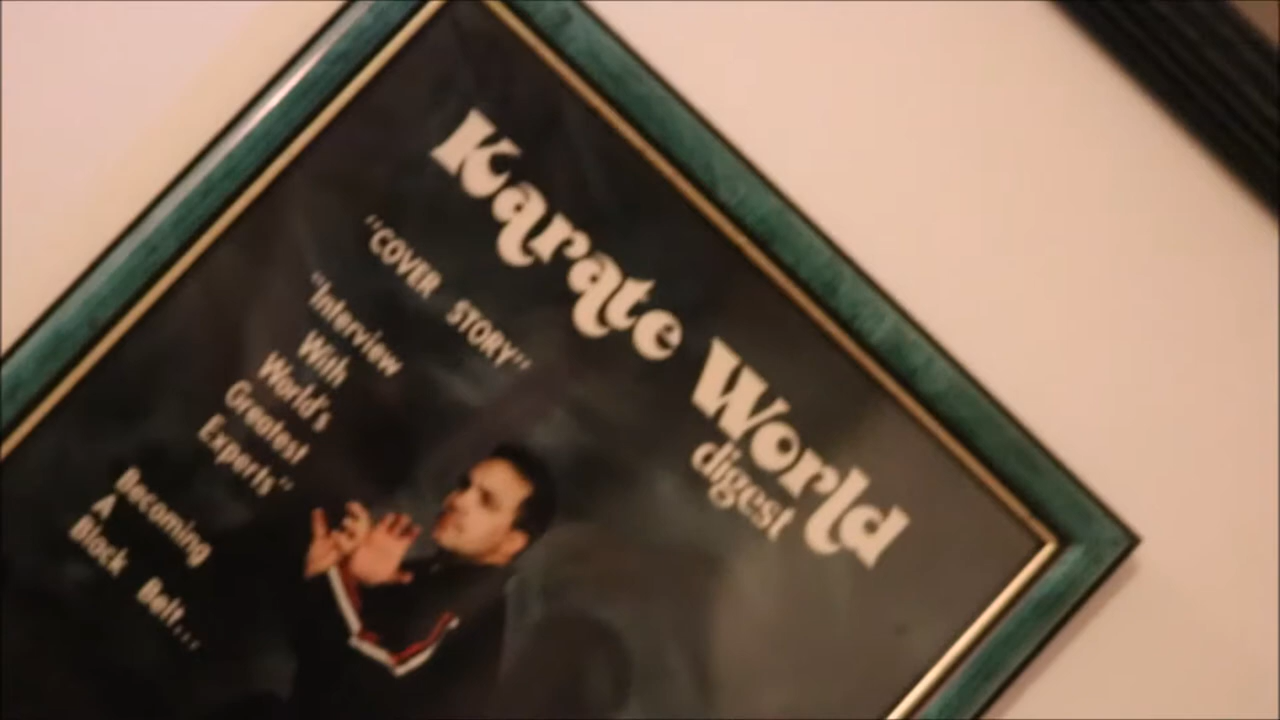 Karate World
digest
"COVER STORY"
"Interview
With
World's
Greatest
Experts"
Becoming
A
Black Belt...